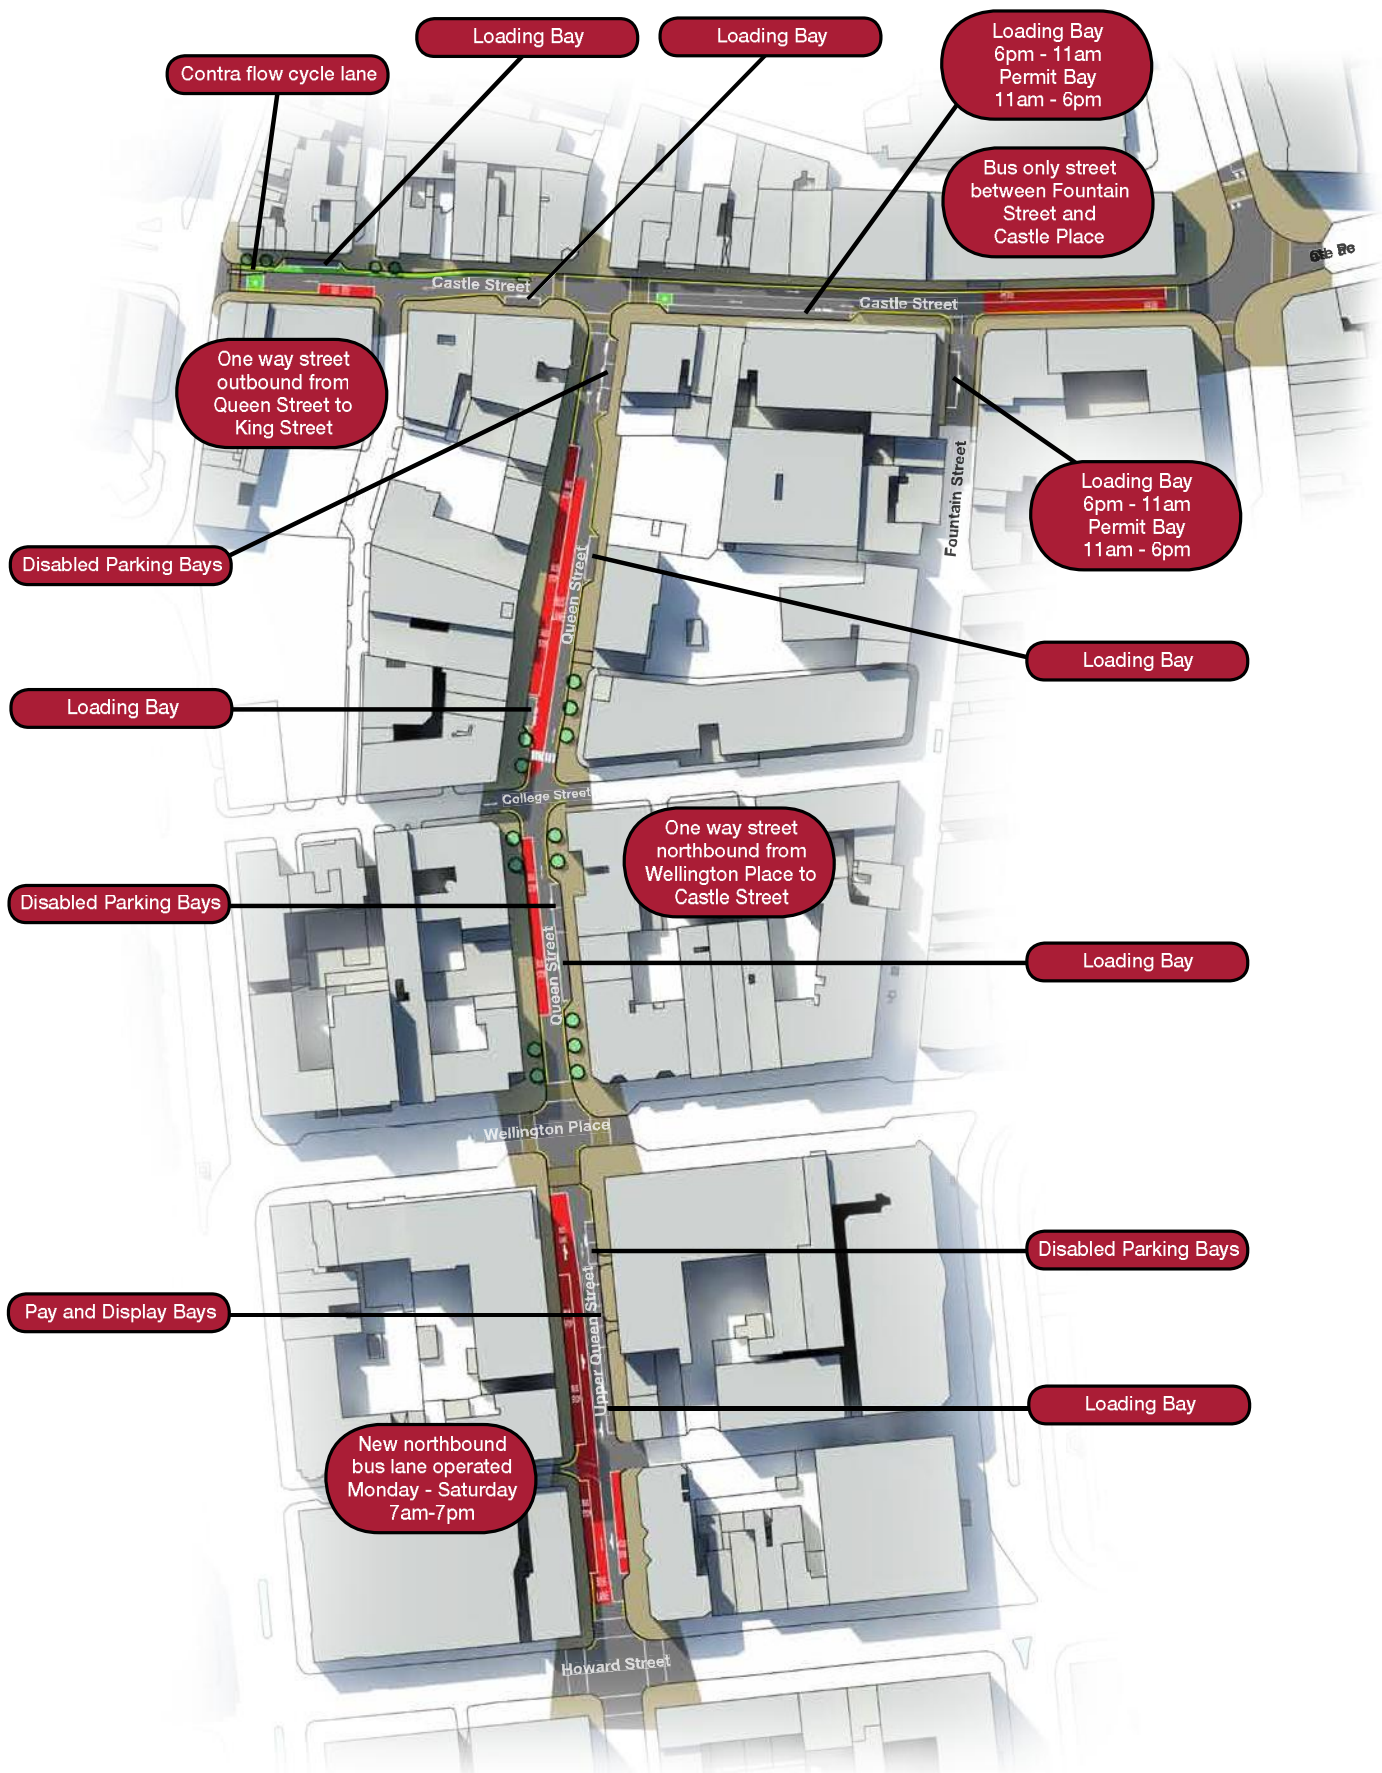 Loading Bay
Loading Bay
Loading Bay
6pm - 11am
Permit Bay
11am - 6pm
Contra flow cycle lane
Bus only street
between Fountain
Street and
Castle Place
Castle Street
Castle Street
One way street
outbound from
Queen Street to
King Street
Fountain Street
Loading Bay
6pm - 11am
Permit Bay
11am - 6pm
Disabled Parking Bays
Queen Street
Loading Bay
Loading Bay
College Street
One way street
northbound from
Wellington Place to
Castle Street
Disabled Parking Bays
Queen Street
Loading Bay
Wellington Place
Disabled Parking Bays
Pay and Display Bays
Upper Queen Street
Loading Bay
New northbound
bus lane operated
Monday - Saturday
7am-7pm
Howard Street